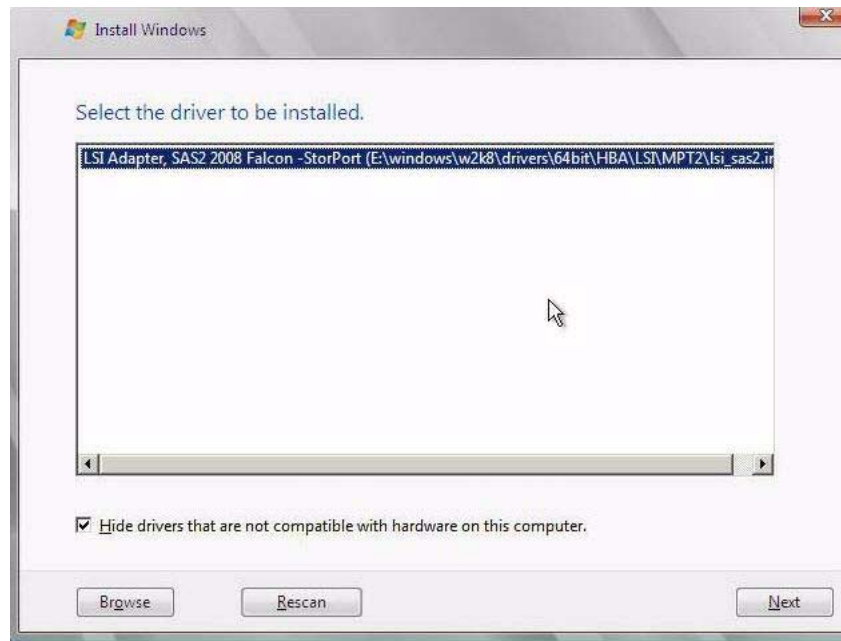 Install Windows
Select the driver to be installed.
LSI Adapter, SAS2 2008 Falcon -StorPort (E:\windows\w2k8\drivers\64bit\HBA\LSI\MPT2\lsi_sas2.in
Hide drivers that are not compatible with hardware on this computer.
Browse
Rescan
Next